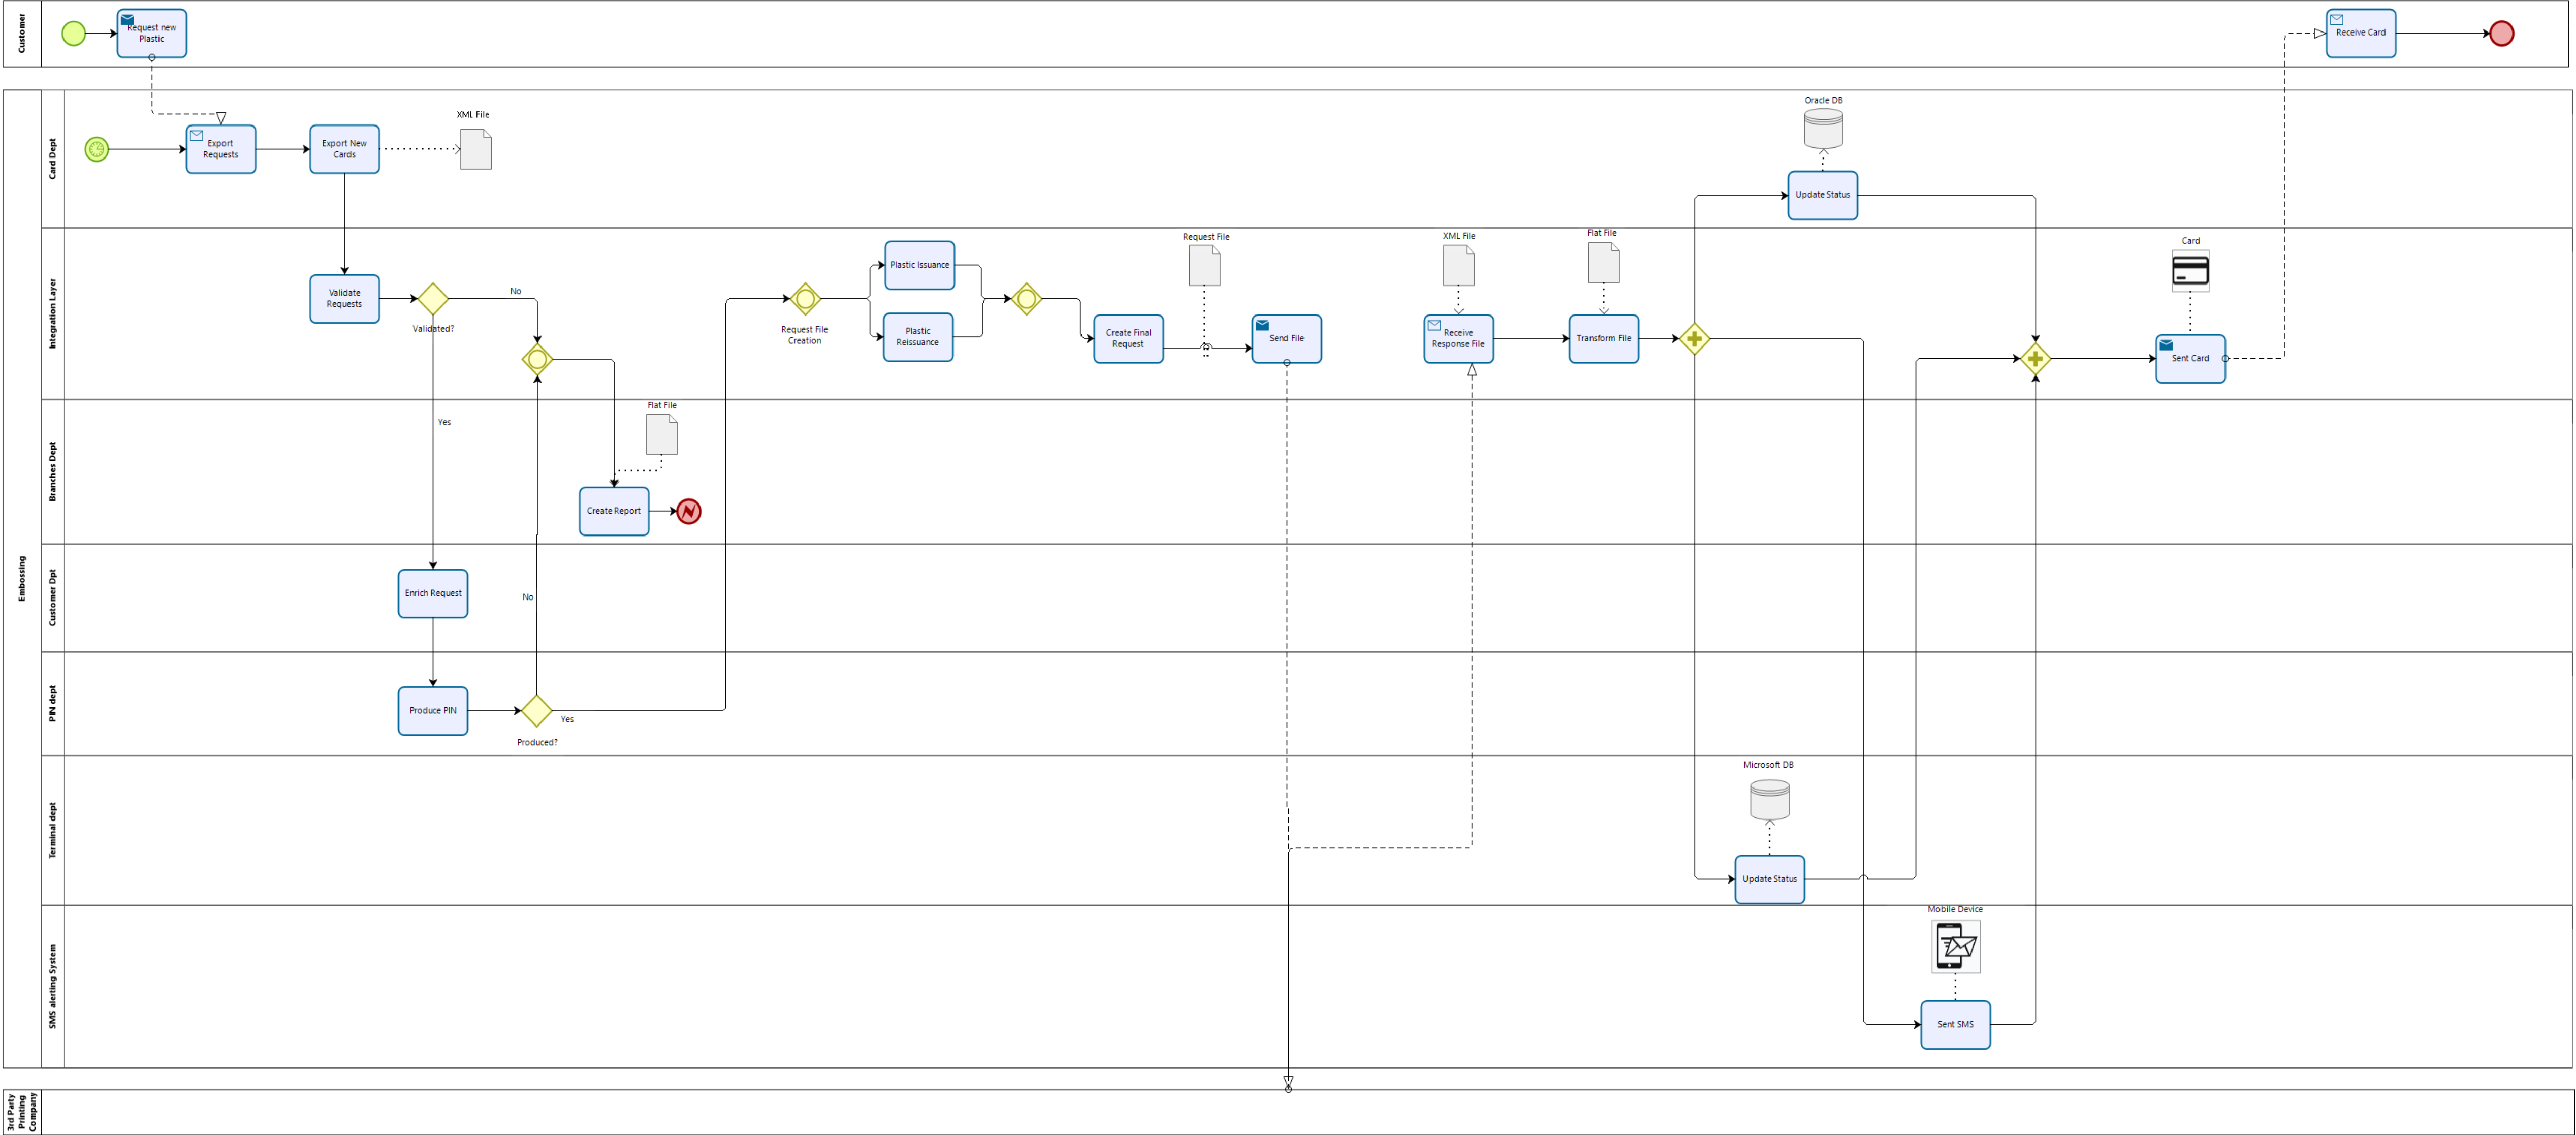 Customer
Request new
Plastic
Receive Card
Embossing
Card Dept
Export
Requests
Export New
Cards
XML File
Oracle DB
Update Status
Integration Layer
Validate
Requests
Validated?
No
Yes
Request File
Creation
Plastic Issuance
Plastic
Reissuance
Create Final
Request
Request File
Send File
XML File
Receive
Response File
Flat File
Transform File
Card
Sent Card
Branches Dept
Flat File
Create Report
Customer Dpt
Enrich Request
No
PIN dept
Produce PIN
Produced?
Yes
Terminal dept
Microsoft DB
Update Status
SMS alerting System
Mobile Device
Sent SMS
3rd Party
Printing
Company